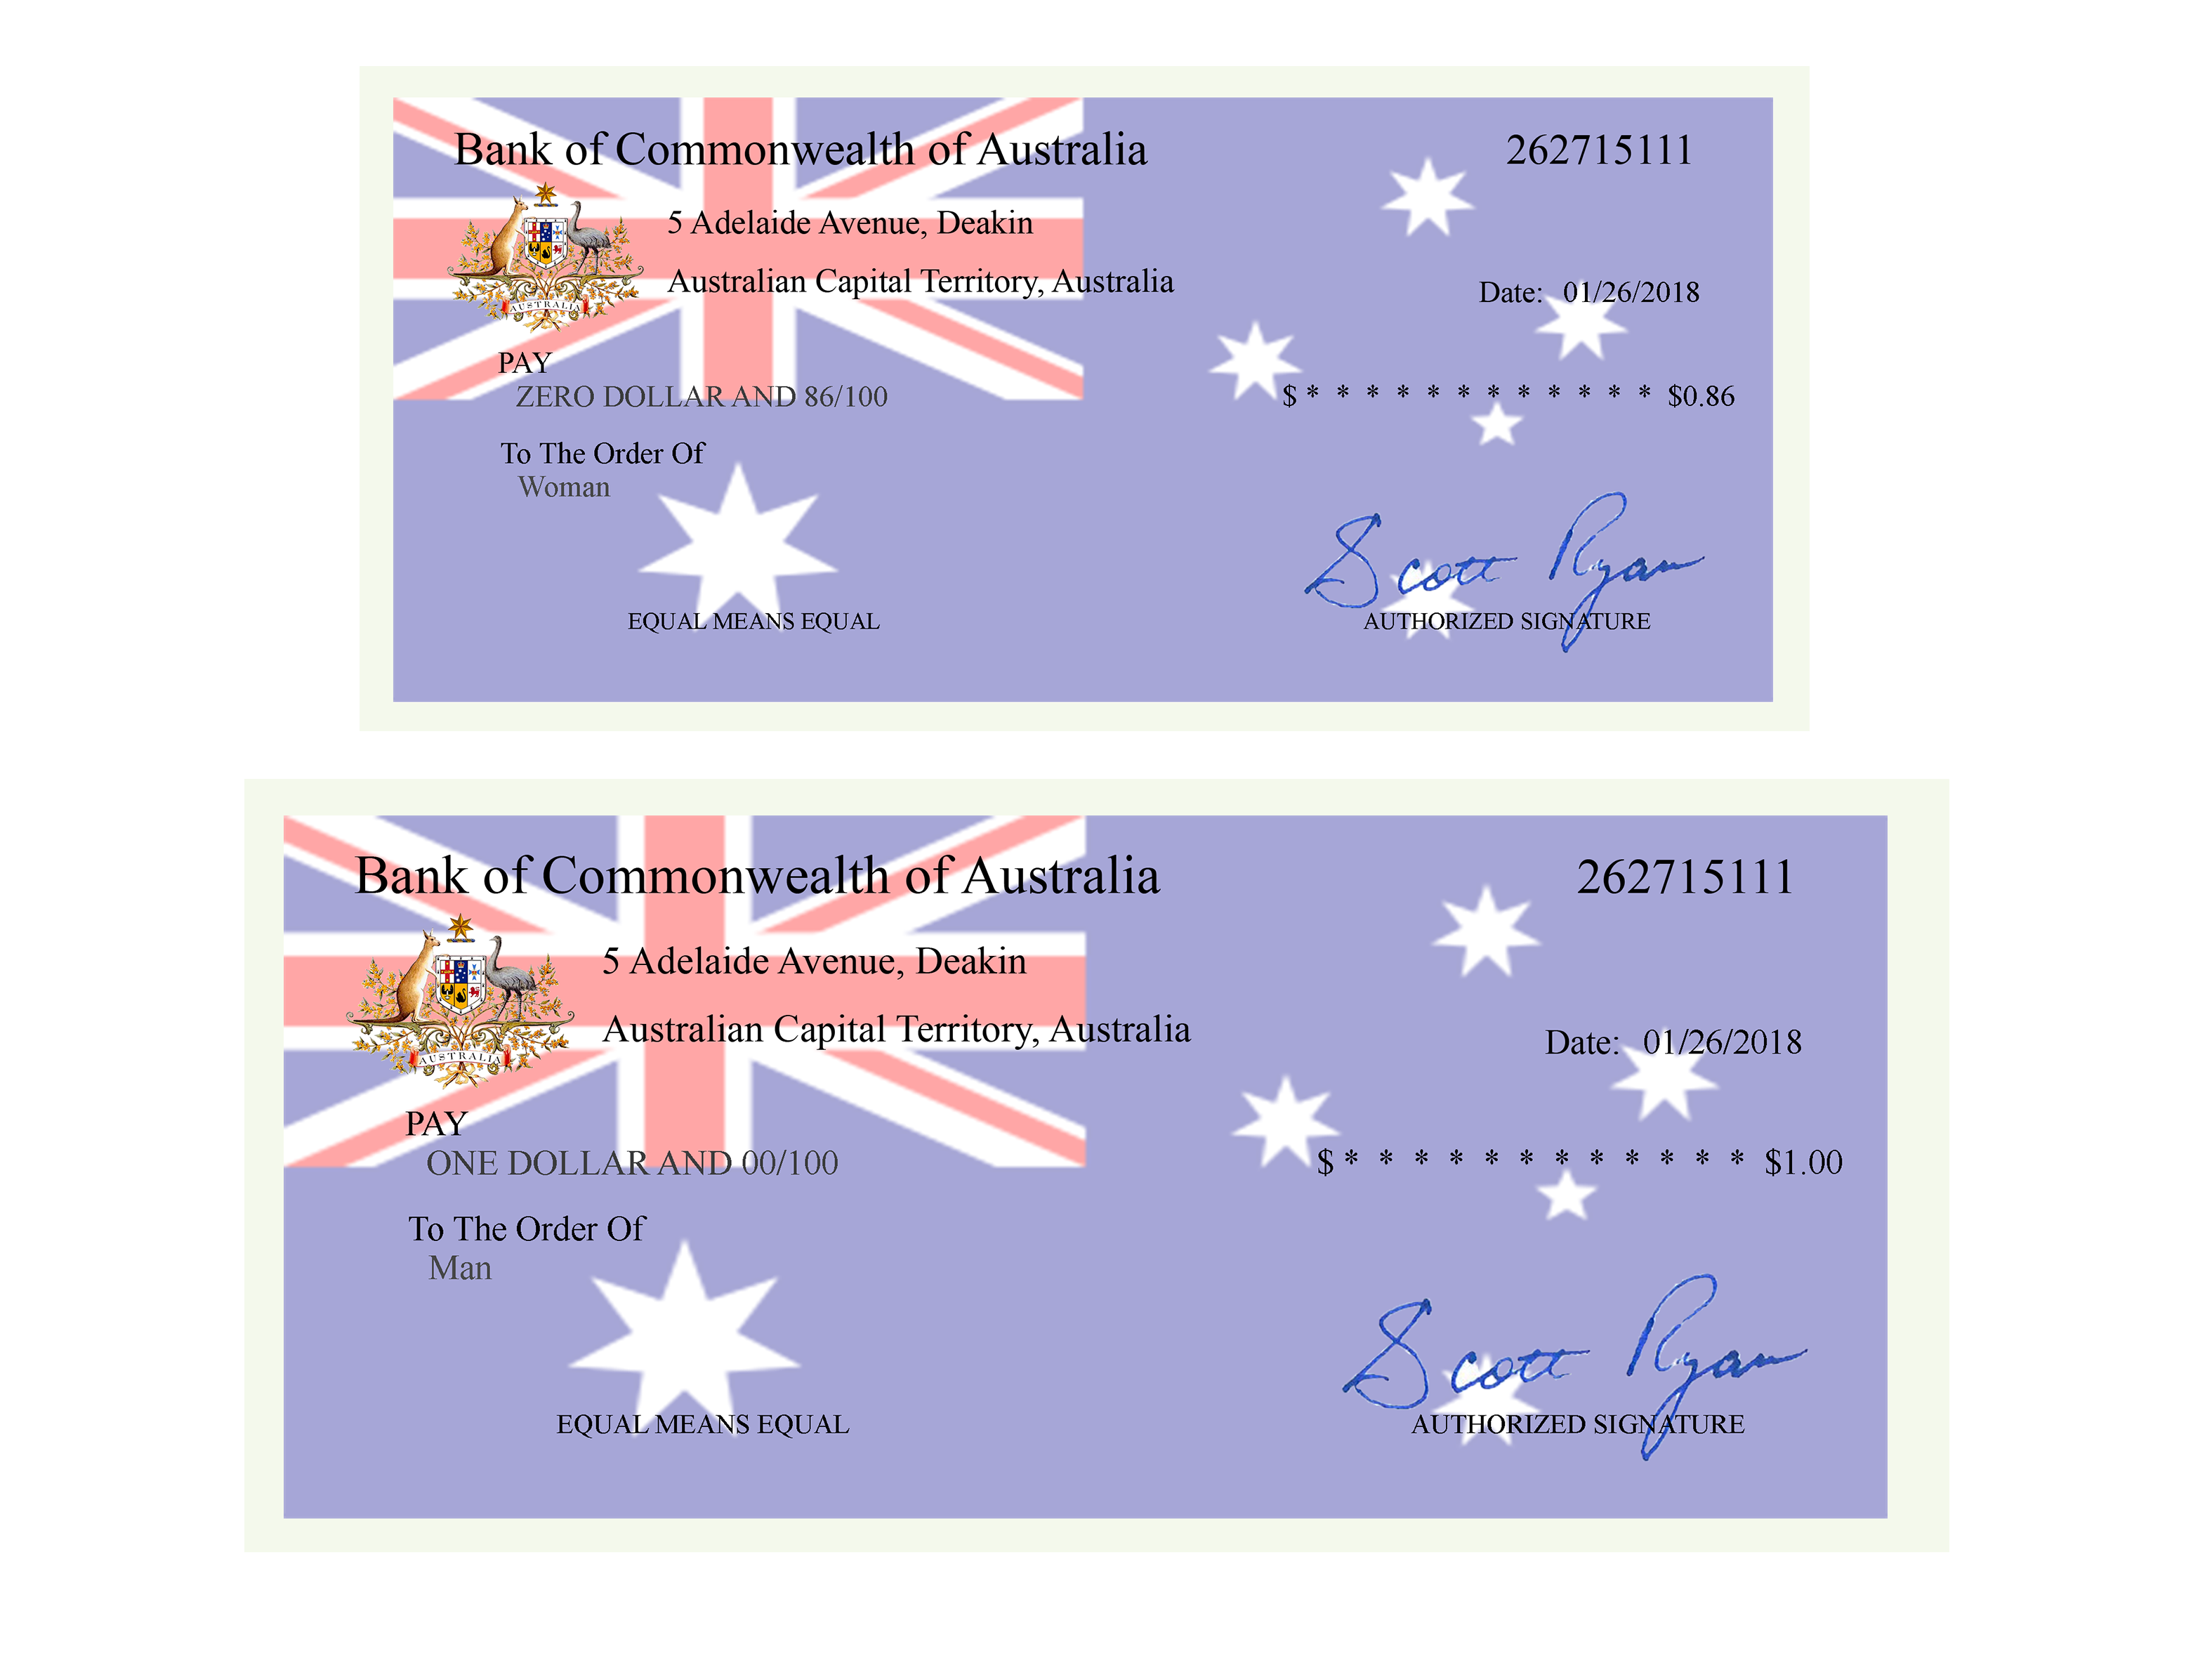 Bank of Commonwealth of Australia 262715111
5 Adelaide Avenue, Deakin
Australian Capital Territory, Australia
Date: 01/26/2018
AUSTRALIA
PAY
ZERO DOLLAR AND 86/100 $ * * * * * * * * * * * * $0.86
To The Order Of
Woman
Scott Ryan
EQUAL MEANS EQUAL AUTHORIZED SIGNATURE
Bank of Commonwealth of Australia 262715111
5 Adelaide Avenue, Deakin
Australian Capital Territory, Australia
Date: 01/26/2018
AUSTRALIA
PAY
ONE DOLLAR AND 00/100 $ * * * * * * * * * * * * $1.00
To The Order Of
Man
Scott Ryan
EQUAL MEANS EQUAL AUTHORIZED SIGNATURE